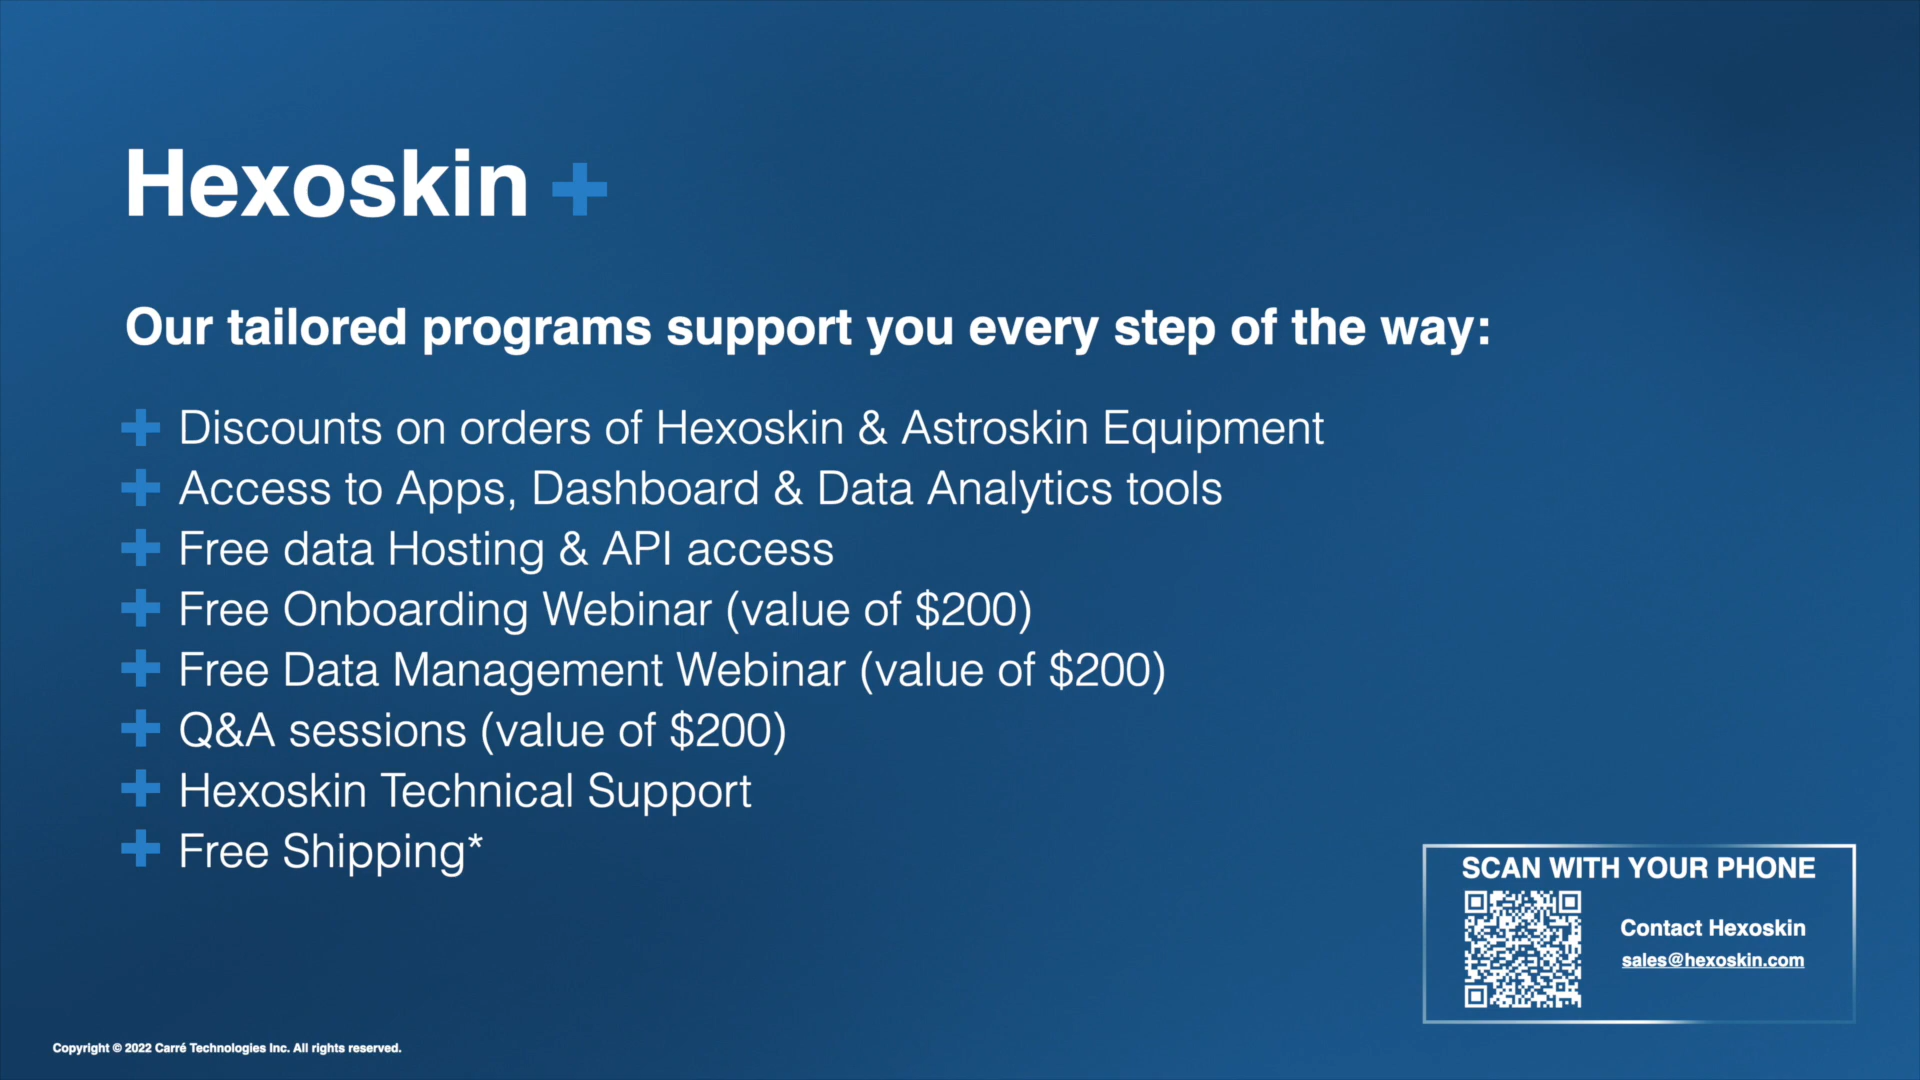 Hexoskin +
Our tailored programs support you every step of the way:
+ Discounts on orders of Hexoskin & Astroskin Equipment
+ Access to Apps, Dashboard & Data Analytics tools
+ Free data Hosting & API access
+ Free Onboarding Webinar (value of $200)
+ Free Data Management Webinar (value of $200)
+ Q&A sessions (value of $200)
+ Hexoskin Technical Support
+ Free Shipping*
SCAN WITH YOUR PHONE
Contact Hexoskin
sales@hexoskin.com
Copyright © 2022 Carré Technologies Inc. All rights reserved.